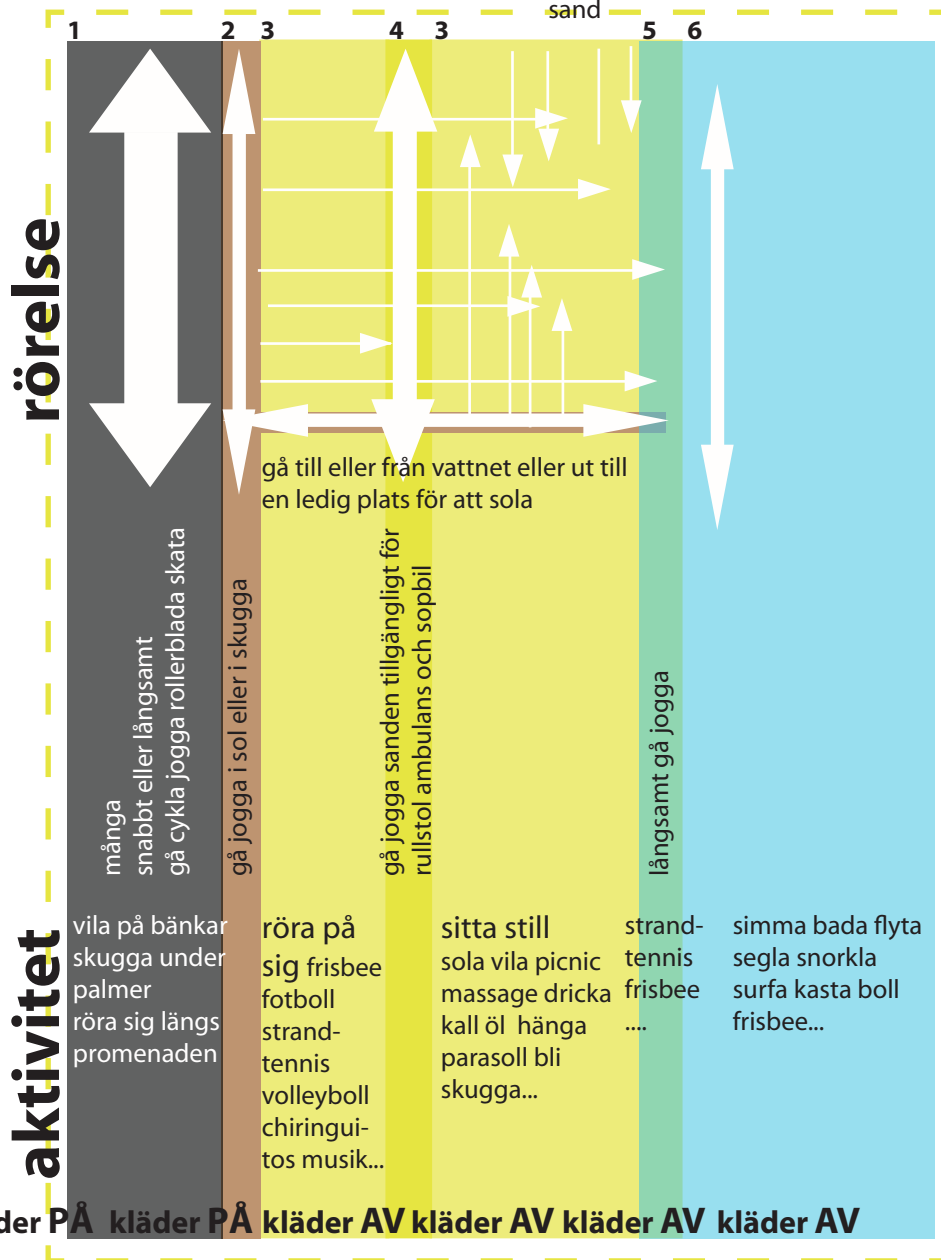 sand
1 2 3 4 3 5 6
rörelse
gå till eller från vattnet eller ut till
en ledig plats för att sola
många
snabbt eller långsamt
gå cykla jogga rollerblada skata
gå jogga i sol eller i skugga
gå jogga sanden tillgängligt för
rullstol ambulans och sopbil
långsamt gå jogga
aktivitet
vila på bänkar
skugga under
palmer
röra sig längs
promenaden
röra på
sig frisbee
fotboll
strand-
tennis
volleyboll
chiringui-
tos musik...
sitta still
sola vila picnic
massage dricka
kall öl hänga
parasoll bli
skugga...
strand-
tennis
frisbee
....
simma bada flyta
segla snorkla
surfa kasta boll
frisbee...
der PÅ kläder PÅ kläder AV kläder AV kläder AV kläder AV